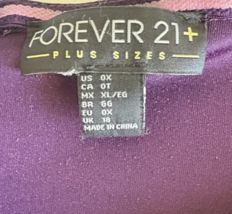 FOREVER 21+
PLUS SIZES
US 0X
CA 0T
MX XL/EG
BR GG
EU 0X
UK 18
MADE IN CHINA